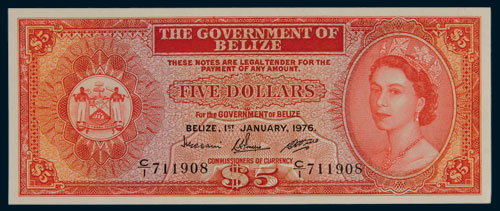 THE GOVERNMENT OF
BELIZE
THESE NOTES ARE LEGAL TENDER FOR THE
PAYMENT OF ANY AMOUNT.
FIVE DOLLARS
For the GOVERNMENT OF BELIZE
BELIZE, 1ST JANUARY, 1976.
COMMISSIONERS OF CURRENCY
C/1 711908
C/1 711908
$5
$5
$5
$5
$5